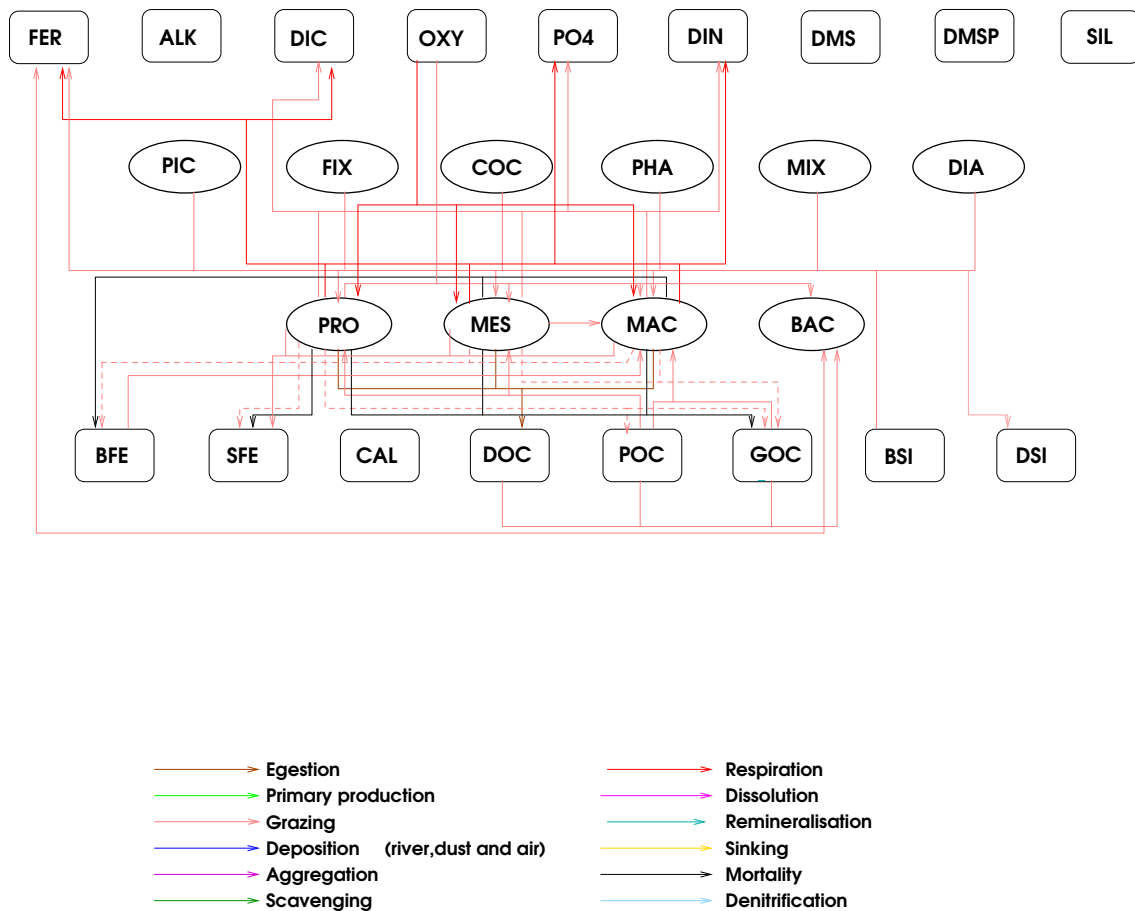 FER ALK DIC OXY PO4 DIN DMS DMSP SIL
PIC FIX COC PHA MIX DIA
PRO MES MAC BAC
BFE SFE CAL DOC POC GOC BSI DSI
Egestion Respiration
Primary production Dissolution
Grazing Remineralisation
Deposition (river,dust and air) Sinking
Aggregation Mortality
Scavenging Denitrification